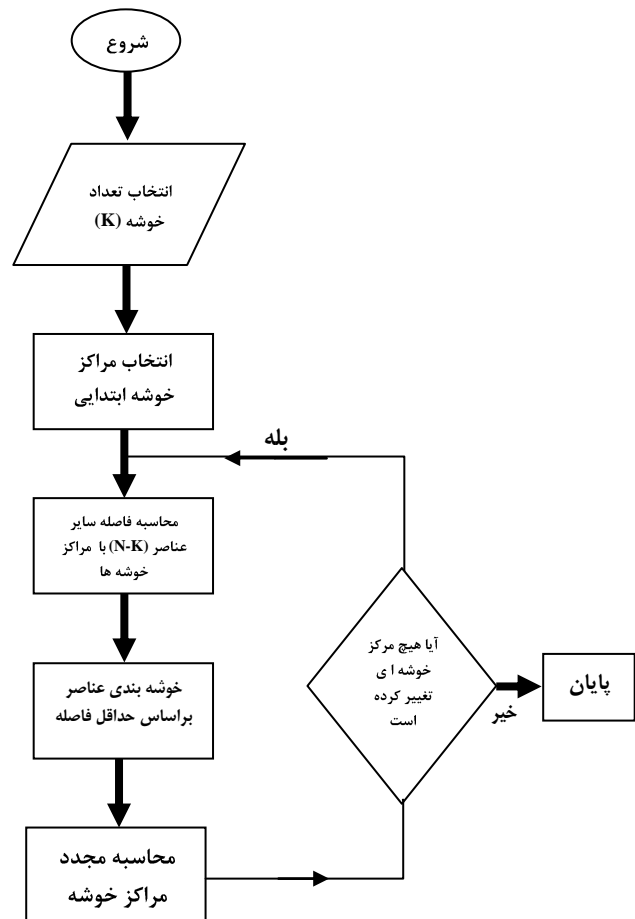 شروع
انتخاب تعداد
خوشه (K)
انتخاب مراکز
خوشه ابتدایی
بله
محاسبه فاصله سایر
عناصر (N-K) با مراکز
خوشه ها
آیا هیچ مرکز
خوشه ا ی
تغییر کرده
است
خیر
پایان
خوشه بندی عناصر
براساس حداقل فاصله
محاسبه مجدد
مراکز خوشه